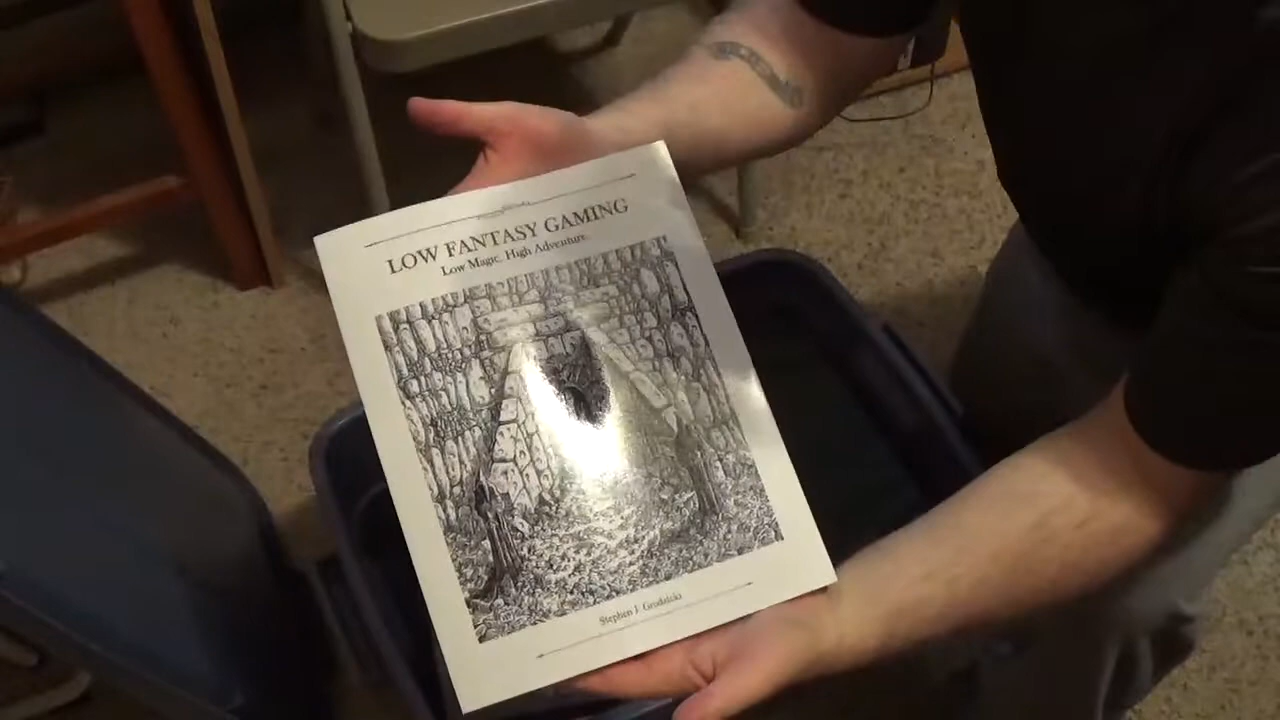 LOW FANTASY GAMING
Low Magic. High Adventure.
Stephen J. Grodzicki